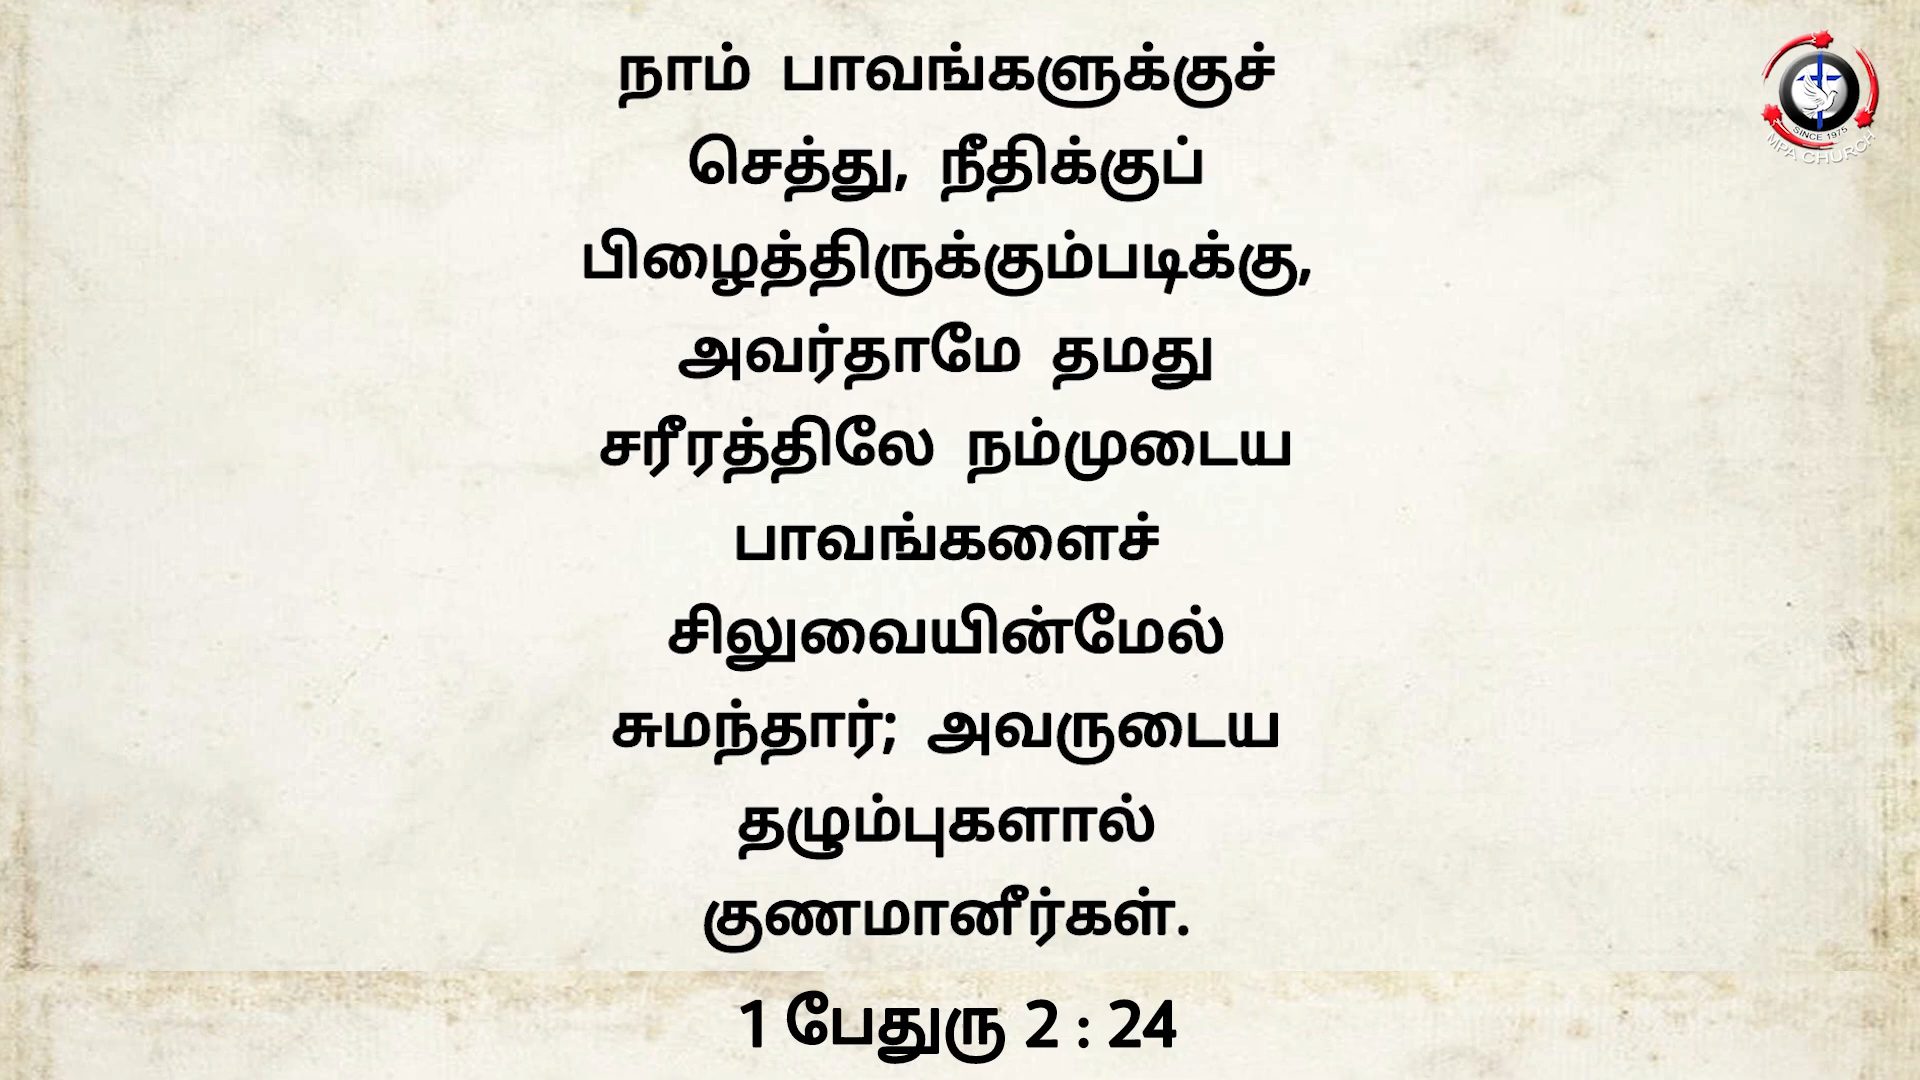 நாம் பாவங்களுக்குச்
செத்து, நீதிக்குப்
பிழைத்திருக்கும்படிக்கு,
அவர்தாமே தமது
சரீரத்திலே நம்முடைய
பாவங்களைச்
சிலுவையின்மேல்
சுமந்தார்; அவருடைய
தழும்புகளால்
குணமானீர்கள்.
1 பேதுரு 2 : 24
SINCE 1975
MPA CHURCH